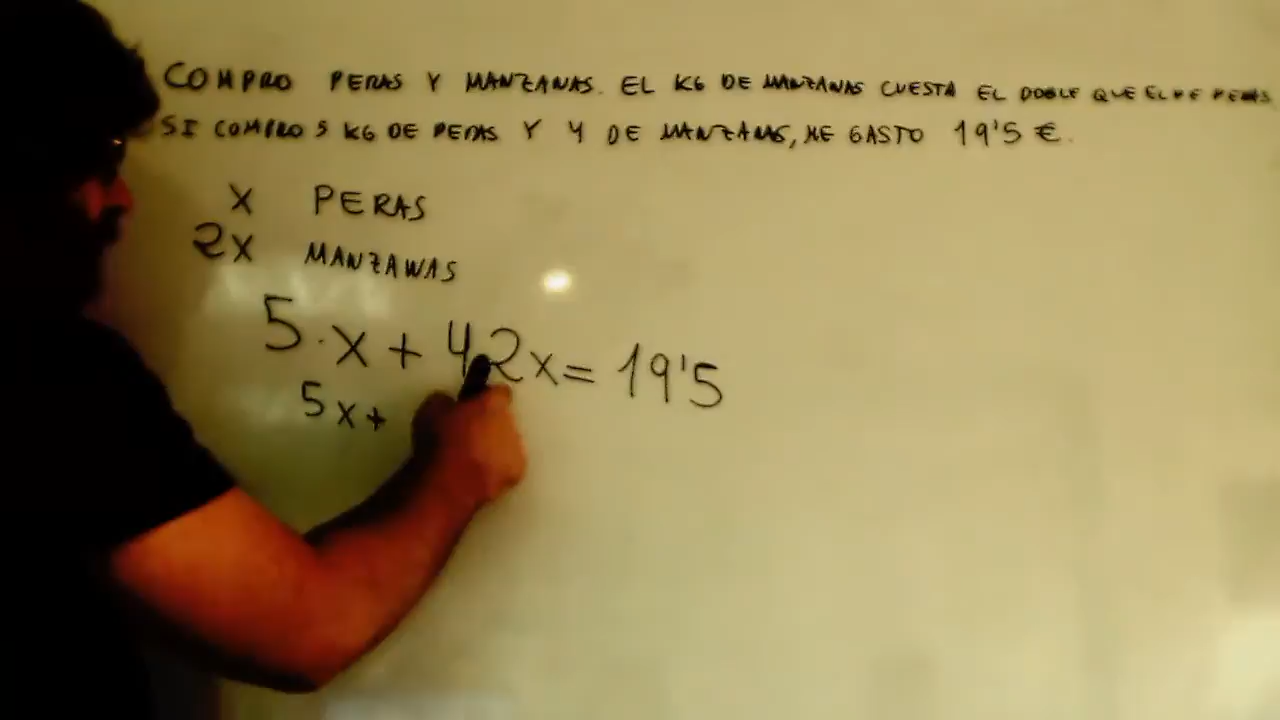 COMPRO PERAS Y MANZANAS. EL KG DE MANZANAS CUESTA EL DOBLE QUE EL DE PERAS
SI COMPRO 5 KG DE PERAS Y 4 DE MANZANAS, ME GASTO 19'5 €.
X PERAS
2X MANZANAS
5·X + 4 2X = 19'5
5X+